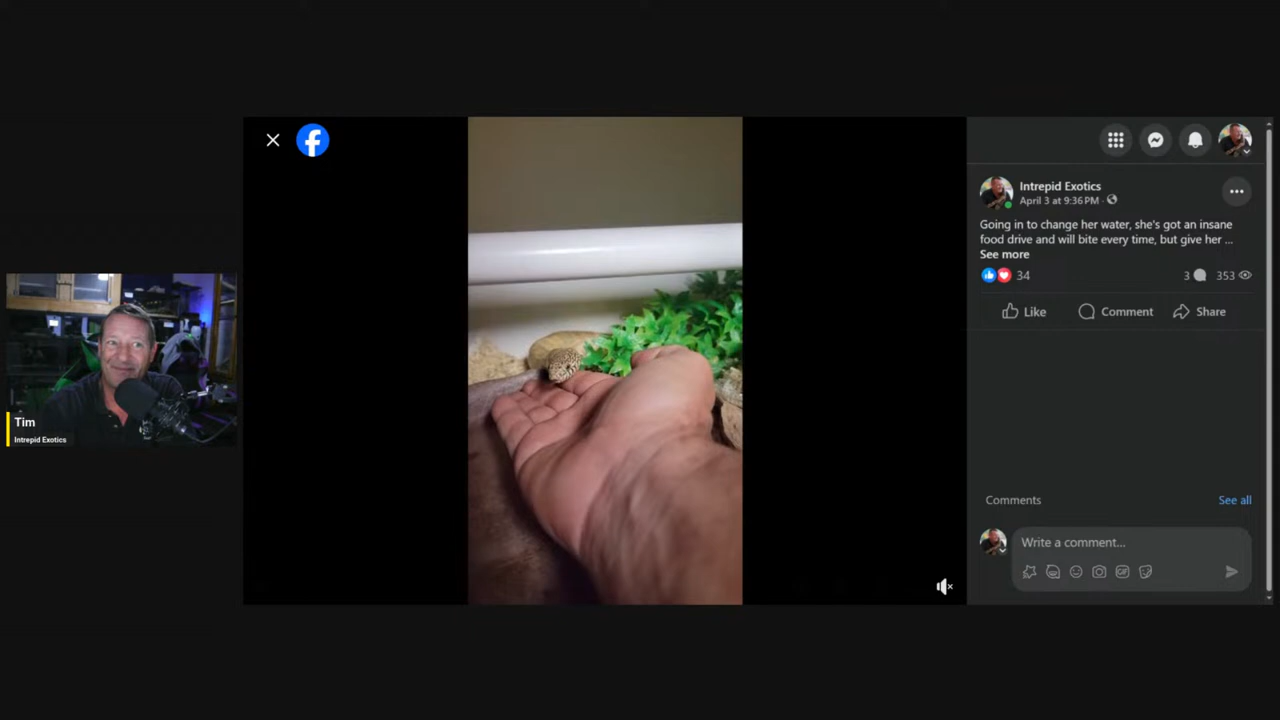 Tim
Intrepid Exotics
Intrepid Exotics
April 3 at 9:36 PM ·
Going in to change her water, she's got an insane
food drive and will bite every time, but give her ...
See more
34
3
353
Like
Comment
Share
Comments
See all
Write a comment...
GIF